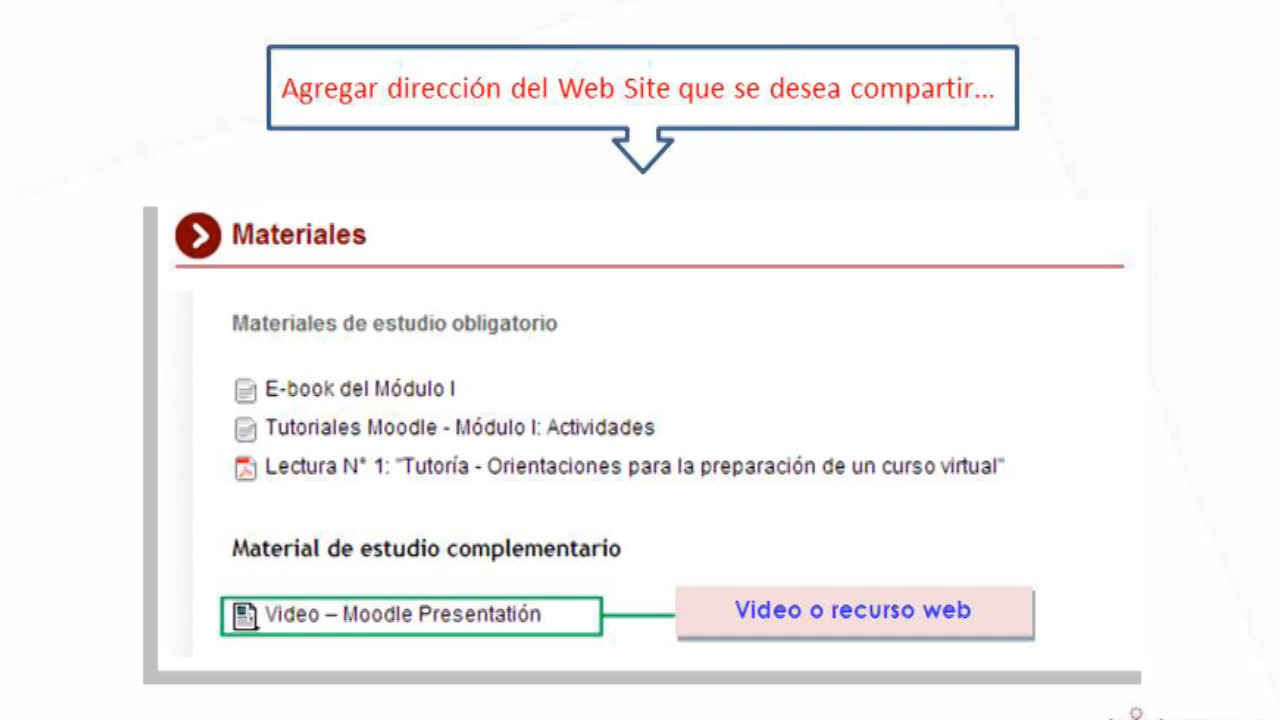 Agregar dirección del Web Site que se desea compartir...
Materiales
Materiales de estudio obligatorio
E-book del Módulo I
Tutoriales Moodle - Módulo I: Actividades
Lectura N° 1: "Tutoría - Orientaciones para la preparación de un curso virtual"
Material de estudio complementario
Video – Moodle Presentatión
Video o recurso web